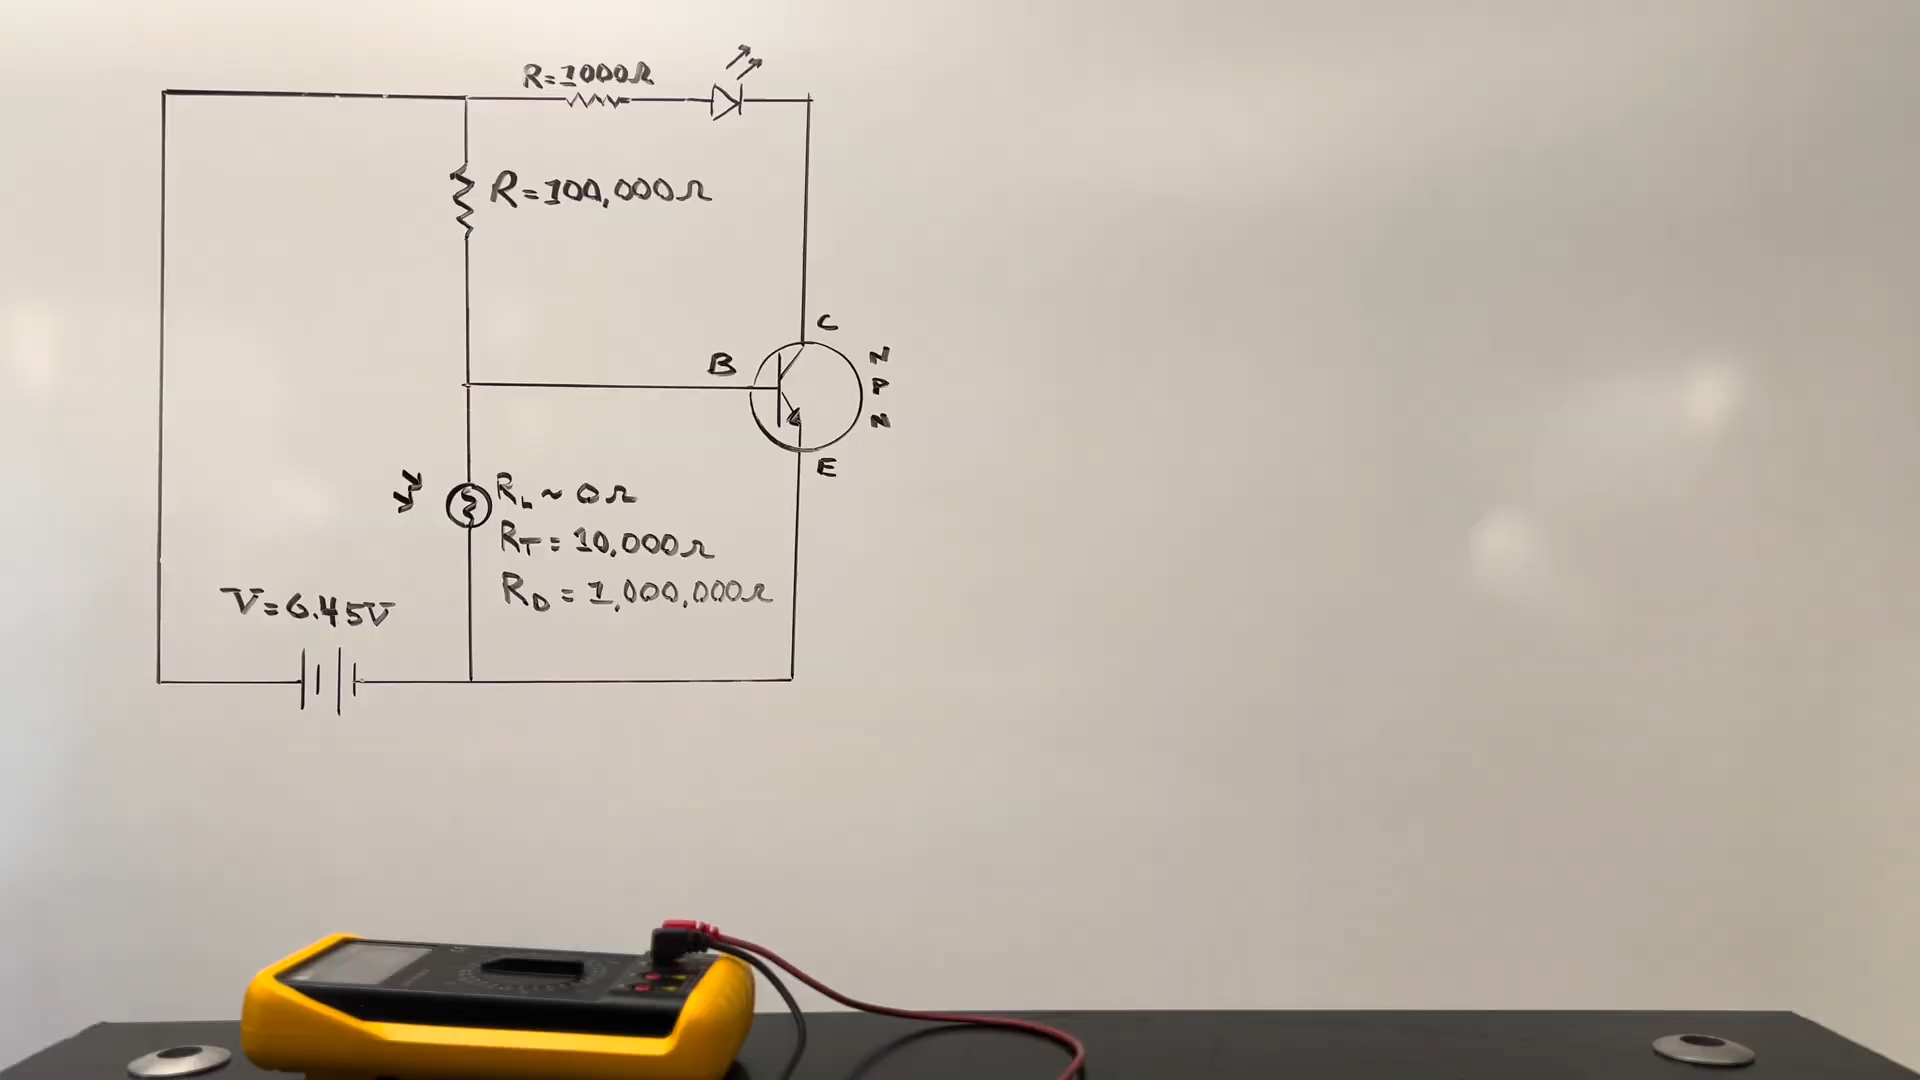 R=1000Ω
R=100,000Ω
C
B
N
P
N
E
R_L ~ 0Ω
R_T = 10,000Ω
R_D = 1,000,000Ω
V=6.45V